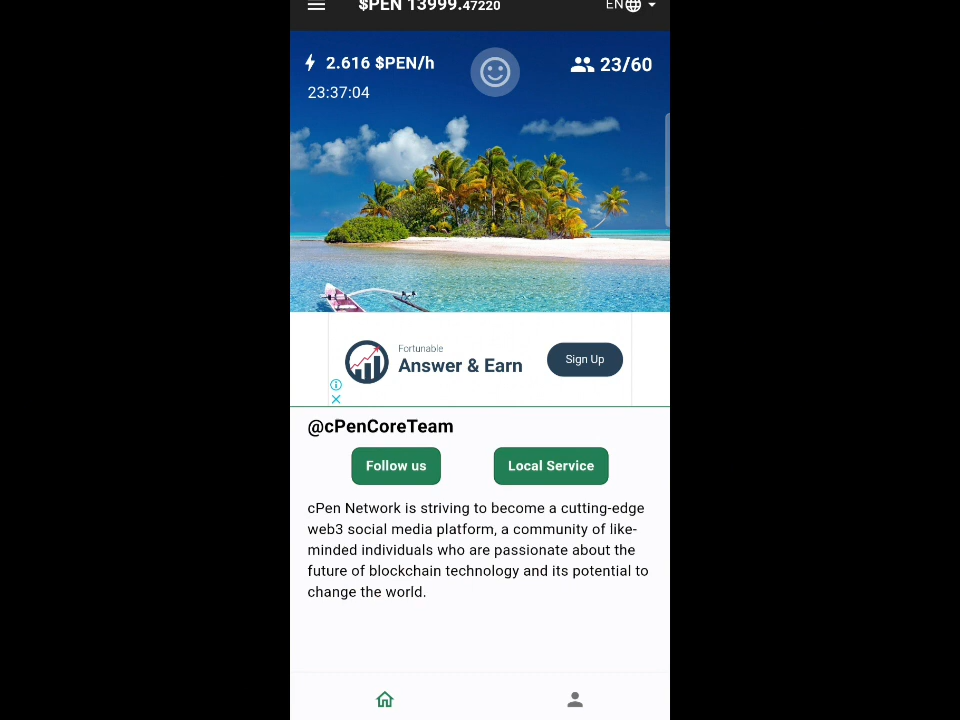 $PEN 13999.47220
EN
2.616 $PEN/h
23/60
23:37:04
Fortunable
Answer & Earn
Sign Up
@cPenCoreTeam
Follow us
Local Service
cPen Network is striving to become a cutting-edge
web3 social media platform, a community of like-
minded individuals who are passionate about the
future of blockchain technology and its potential to
change the world.